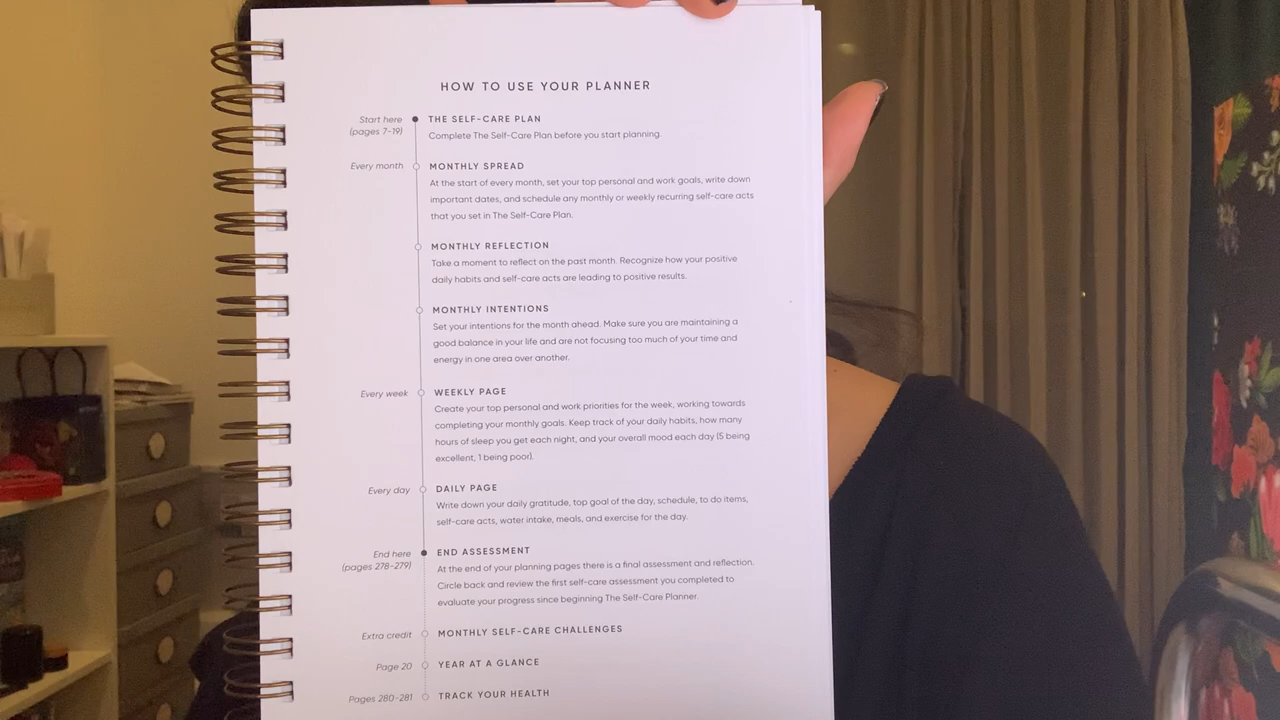 HOW TO USE YOUR PLANNER
Start here
(pages 7-19)
THE SELF-CARE PLAN
Complete The Self-Care Plan before you start planning.
Every month
MONTHLY SPREAD
At the start of every month, set your top personal and work goals, write down
important dates, and schedule any monthly or weekly recurring self-care acts
that you set in The Self-Care Plan.
MONTHLY REFLECTION
Take a moment to reflect on the past month. Recognize how your positive
daily habits and self-care acts are leading to positive results.
MONTHLY INTENTIONS
Set your intentions for the month ahead. Make sure you are maintaining a
good balance in your life and are not focusing too much of your time and
energy in one area over another.
Every week
WEEKLY PAGE
Create your top personal and work priorities for the week, working towards
completing your monthly goals. Keep track of your daily habits, how many
hours of sleep you get each night, and your overall mood each day (5 being
excellent, 1 being poor).
Every day
DAILY PAGE
Write down your daily gratitude, top goal of the day, schedule, to do items,
self-care acts, water intake, meals, and exercise for the day.
End here
(pages 278-279)
END ASSESSMENT
At the end of your planning pages there is a final assessment and reflection.
Circle back and review the first self-care assessment you completed to
evaluate your progress since beginning The Self-Care Planner.
Extra credit
MONTHLY SELF-CARE CHALLENGES
Page 20
YEAR AT A GLANCE
Pages 280-281
TRACK YOUR HEALTH